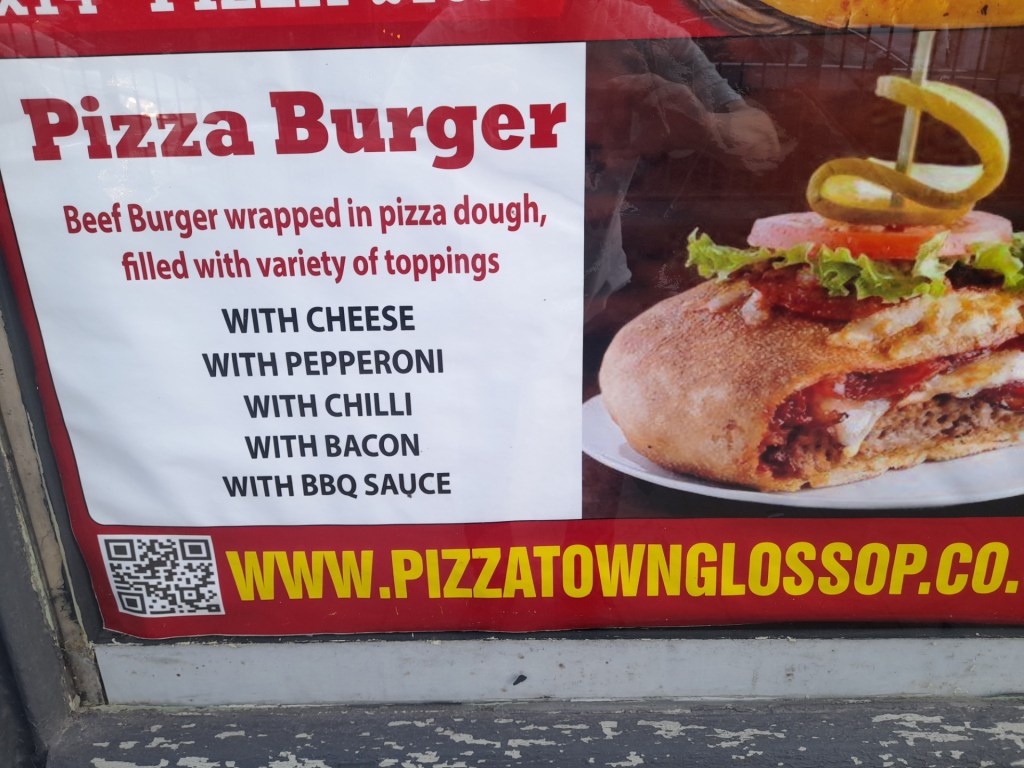 PIZZA
Pizza Burger
Beef Burger wrapped in pizza dough,
filled with variety of toppings
WITH CHEESE
WITH PEPPERONI
WITH CHILLI
WITH BACON
WITH BBQ SAUCE
WWW.PIZZATOWNGLOSSOP.CO.